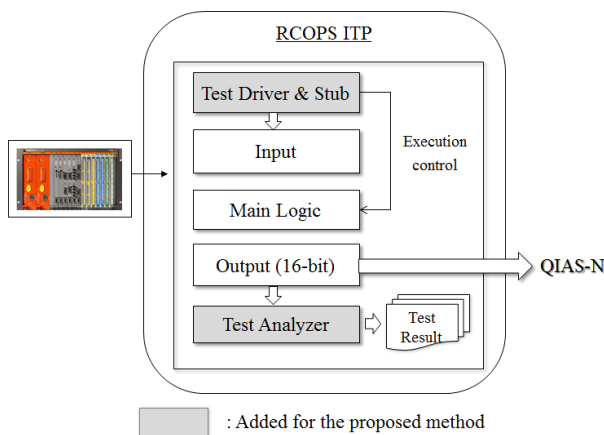 RCOPS ITP
Test Driver & Stub
Input
Execution
control
Main Logic
Output (16-bit)
QIAS-N
Test Analyzer
Test
Result
: Added for the proposed method